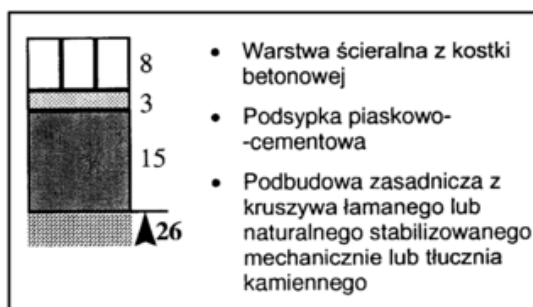 8
3
15
26
• Warstwa ścieralna z kostki
betonowej
• Podsypka piaskowo-
-cementowa
• Podbudowa zasadnicza z
kruszywa łamanego lub
naturalnego stabilizowanego
mechanicznie lub tłucznia
kamiennego